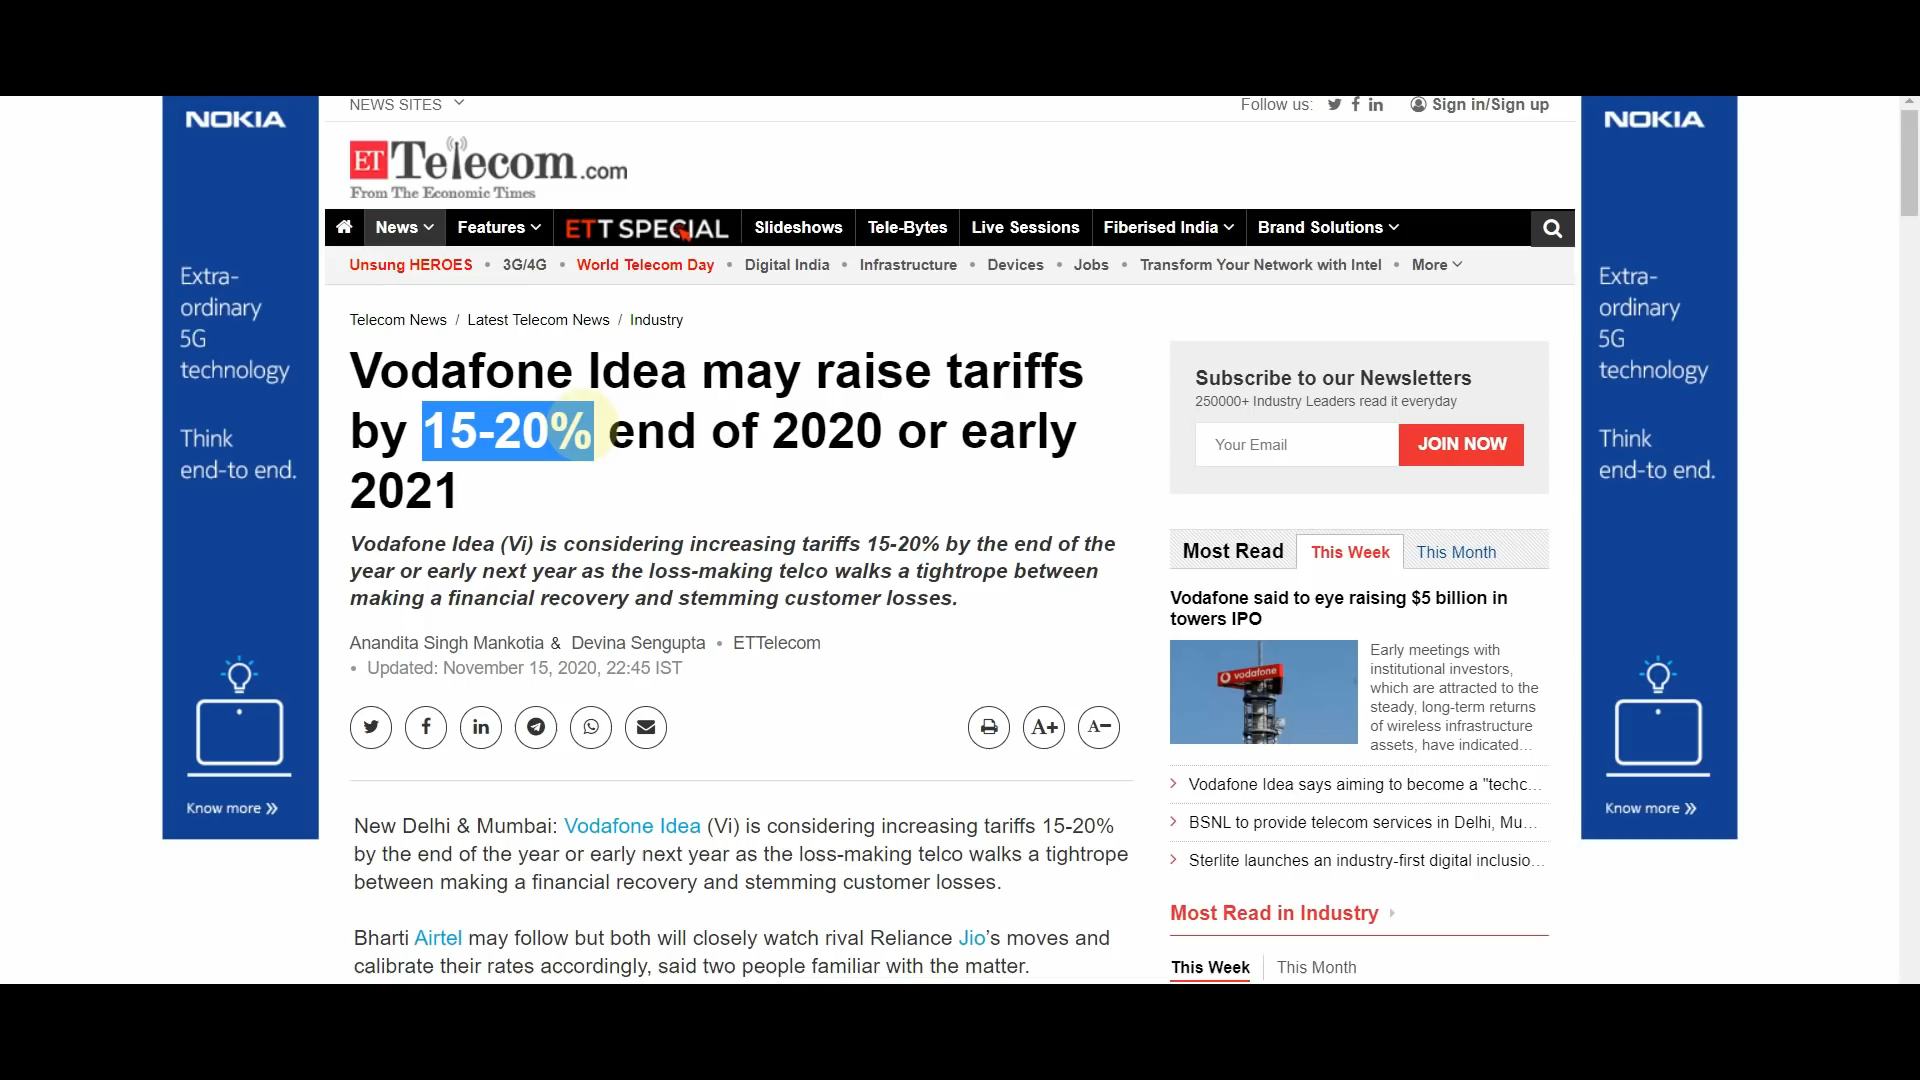 NEWS SITES
Follow us:
Sign in/Sign up
NOKIA
Extra-
ordinary
5G
technology
Think
end-to end.
Know more »
ET Telecom.com
From The Economic Times
News
Features
ETT SPECIAL
Slideshows
Tele-Bytes
Live Sessions
Fiberised India
Brand Solutions
Unsung HEROES • 3G/4G • World Telecom Day • Digital India • Infrastructure • Devices • Jobs • Transform Your Network with Intel • More
Telecom News / Latest Telecom News / Industry
Vodafone Idea may raise tariffs
by 15-20% end of 2020 or early
2021
Vodafone Idea (Vi) is considering increasing tariffs 15-20% by the end of the
year or early next year as the loss-making telco walks a tightrope between
making a financial recovery and stemming customer losses.
Anandita Singh Mankotia & Devina Sengupta • ETTelecom
• Updated: November 15, 2020, 22:45 IST
A+
A−
New Delhi & Mumbai: Vodafone Idea (Vi) is considering increasing tariffs 15-20%
by the end of the year or early next year as the loss-making telco walks a tightrope
between making a financial recovery and stemming customer losses.
Bharti Airtel may follow but both will closely watch rival Reliance Jio’s moves and
calibrate their rates accordingly, said two people familiar with the matter.
Subscribe to our Newsletters
250000+ Industry Leaders read it everyday
Your Email
JOIN NOW
Most Read
This Week
This Month
Vodafone said to eye raising $5 billion in
towers IPO
vodafone
Early meetings with
institutional investors,
which are attracted to the
steady, long-term returns
of wireless infrastructure
assets, have indicated...
Vodafone Idea says aiming to become a "techc...
BSNL to provide telecom services in Delhi, Mu...
Sterlite launches an industry-first digital inclusio...
Most Read in Industry
This Week
This Month
NOKIA
Extra-
ordinary
5G
technology
Think
end-to end.
Know more »